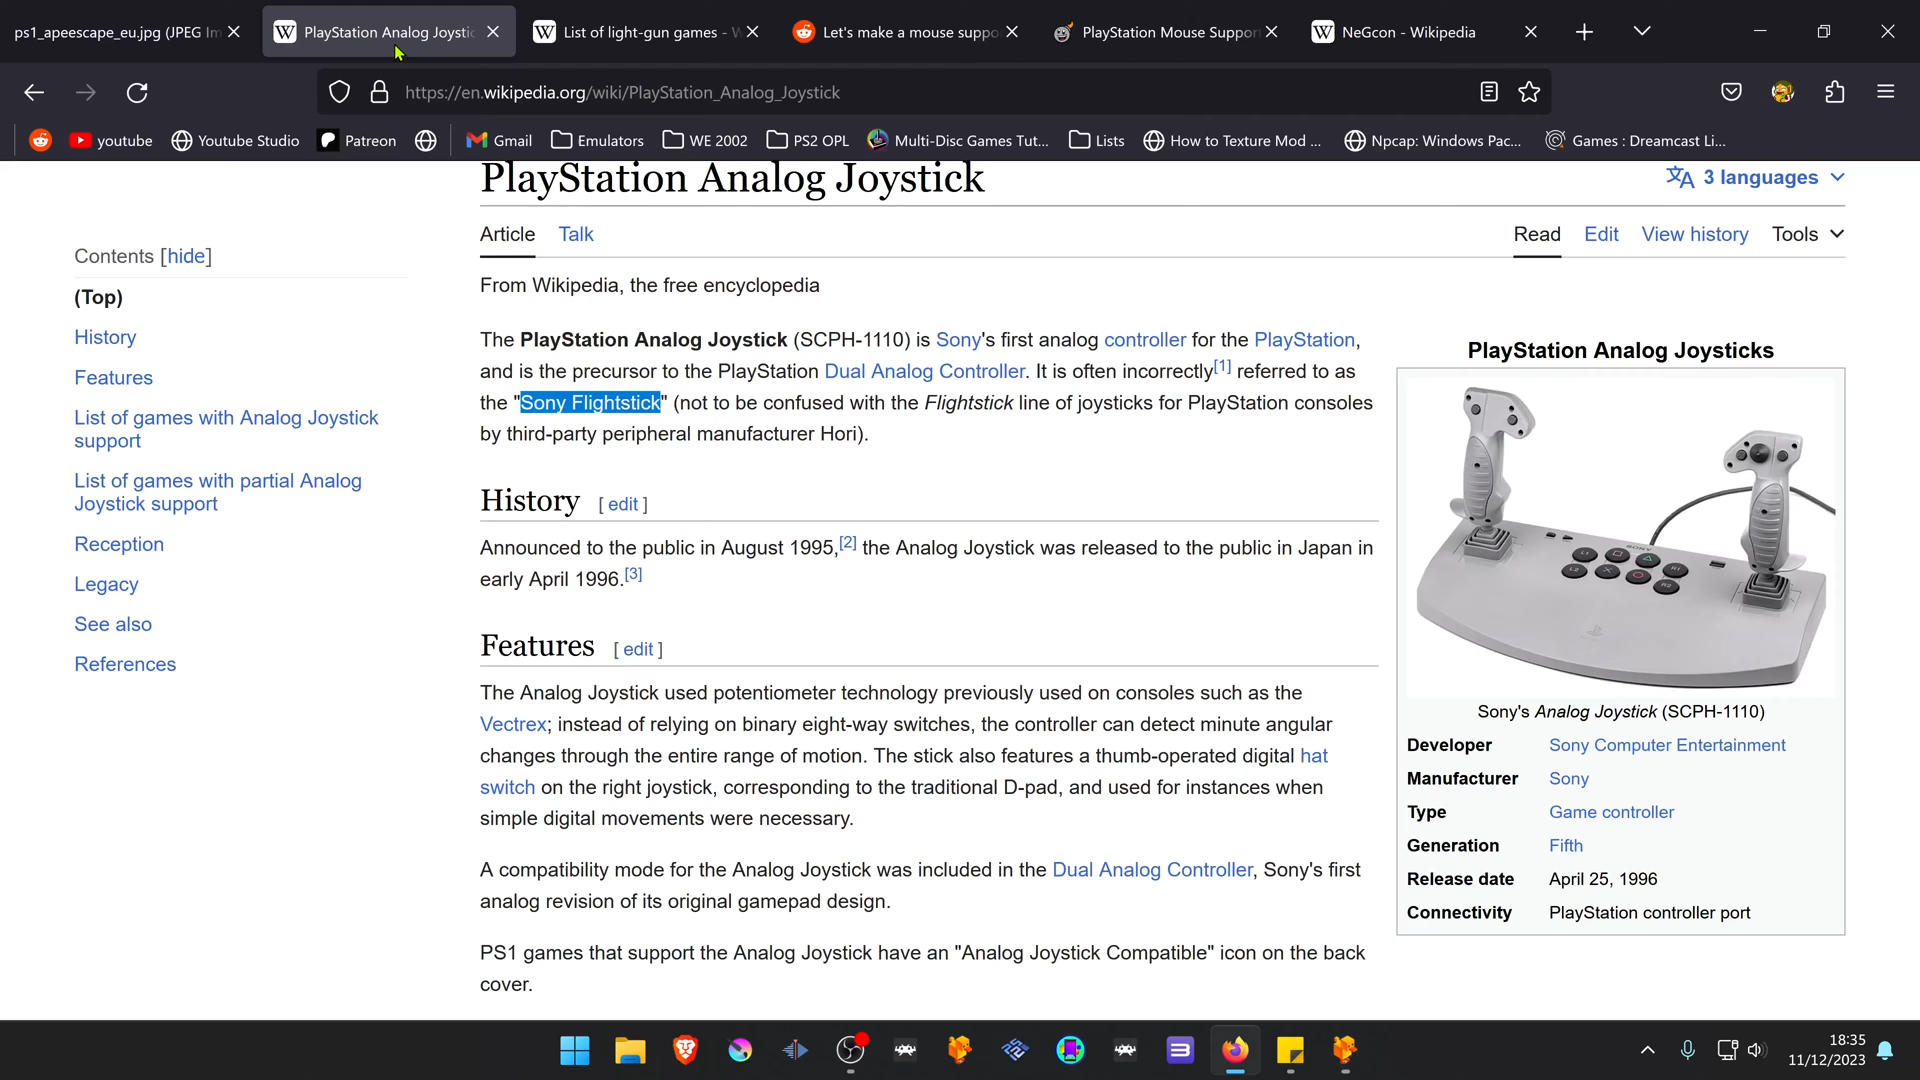 ps1_apeescape_eu.jpg (JPEG Im
PlayStation Analog Joystic
List of light-gun games - W
Let's make a mouse suppo
PlayStation Mouse Suppor
NeGcon - Wikipedia
https://en.wikipedia.org/wiki/PlayStation_Analog_Joystick
youtube
Youtube Studio
Patreon
Gmail
Emulators
WE 2002
PS2 OPL
Multi-Disc Games Tut...
Lists
How to Texture Mod ...
Npcap: Windows Pac...
Games : Dreamcast Li...
PlayStation Analog Joystick
3 languages
Article
Talk
Read
Edit
View history
Tools
Contents [hide]
(Top)
History
Features
List of games with Analog Joystick
support
List of games with partial Analog
Joystick support
Reception
Legacy
See also
References
From Wikipedia, the free encyclopedia
The PlayStation Analog Joystick (SCPH-1110) is Sony's first analog controller for the PlayStation,
and is the precursor to the PlayStation Dual Analog Controller. It is often incorrectly[1] referred to as
the "Sony Flightstick" (not to be confused with the Flightstick line of joysticks for PlayStation consoles
by third-party peripheral manufacturer Hori).
History [ edit ]
Announced to the public in August 1995,[2] the Analog Joystick was released to the public in Japan in
early April 1996.[3]
Features [ edit ]
The Analog Joystick used potentiometer technology previously used on consoles such as the
Vectrex; instead of relying on binary eight-way switches, the controller can detect minute angular
changes through the entire range of motion. The stick also features a thumb-operated digital hat
switch on the right joystick, corresponding to the traditional D-pad, and used for instances when
simple digital movements were necessary.
A compatibility mode for the Analog Joystick was included in the Dual Analog Controller, Sony's first
analog revision of its original gamepad design.
PS1 games that support the Analog Joystick have an "Analog Joystick Compatible" icon on the back
cover.
PlayStation Analog Joysticks
SONY
L1
L2
R1
R2
Sony's Analog Joystick (SCPH-1110)
Developer Sony Computer Entertainment
Manufacturer Sony
Type Game controller
Generation Fifth
Release date April 25, 1996
Connectivity PlayStation controller port
18:35
11/12/2023